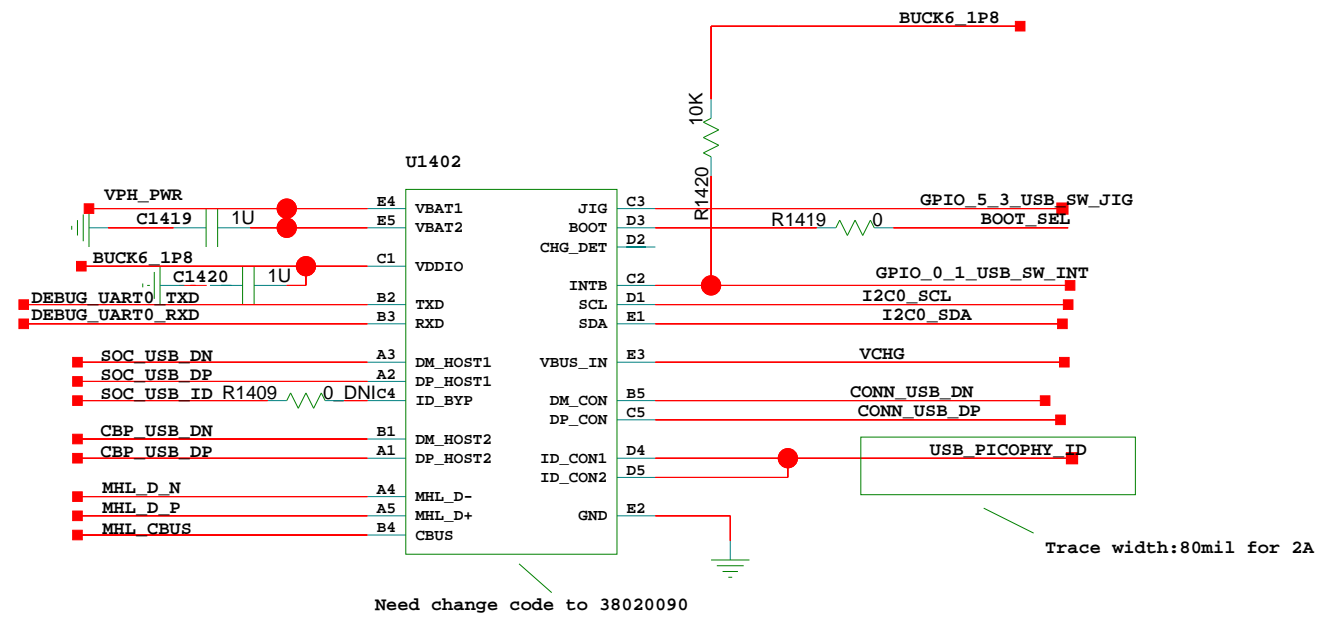 BUCK6_1P8
10K
R1420
U1402
VPH_PWR
E4 VBAT1
C1419 1U
E5 VBAT2
BUCK6_1P8
C1 VDDIO
C1420 1U
DEBUG_UART0_TXD B2 TXD
DEBUG_UART0_RXD B3 RXD
SOC_USB_DN A3 DM_HOST1
SOC_USB_DP A2 DP_HOST1
SOC_USB_ID R1409 0_DNI C4 ID_BYP
CBP_USB_DN B1 DM_HOST2
CBP_USB_DP A1 DP_HOST2
MHL_D_N A4 MHL_D-
MHL_D_P A5 MHL_D+
MHL_CBUS B4 CBUS
JIG C3 GPIO_5_3_USB_SW_JIG
BOOT D3 R1419 0 BOOT_SEL
CHG_DET D2
INTB C2 GPIO_0_1_USB_SW_INT
SCL D1 I2C0_SCL
SDA E1 I2C0_SDA
VBUS_IN E3 VCHG
DM_CON B5 CONN_USB_DN
DP_CON C5 CONN_USB_DP
ID_CON1 D4 USB_PICOPHY_ID
ID_CON2 D5
GND E2
Trace width:80mil for 2A
Need change code to 38020090